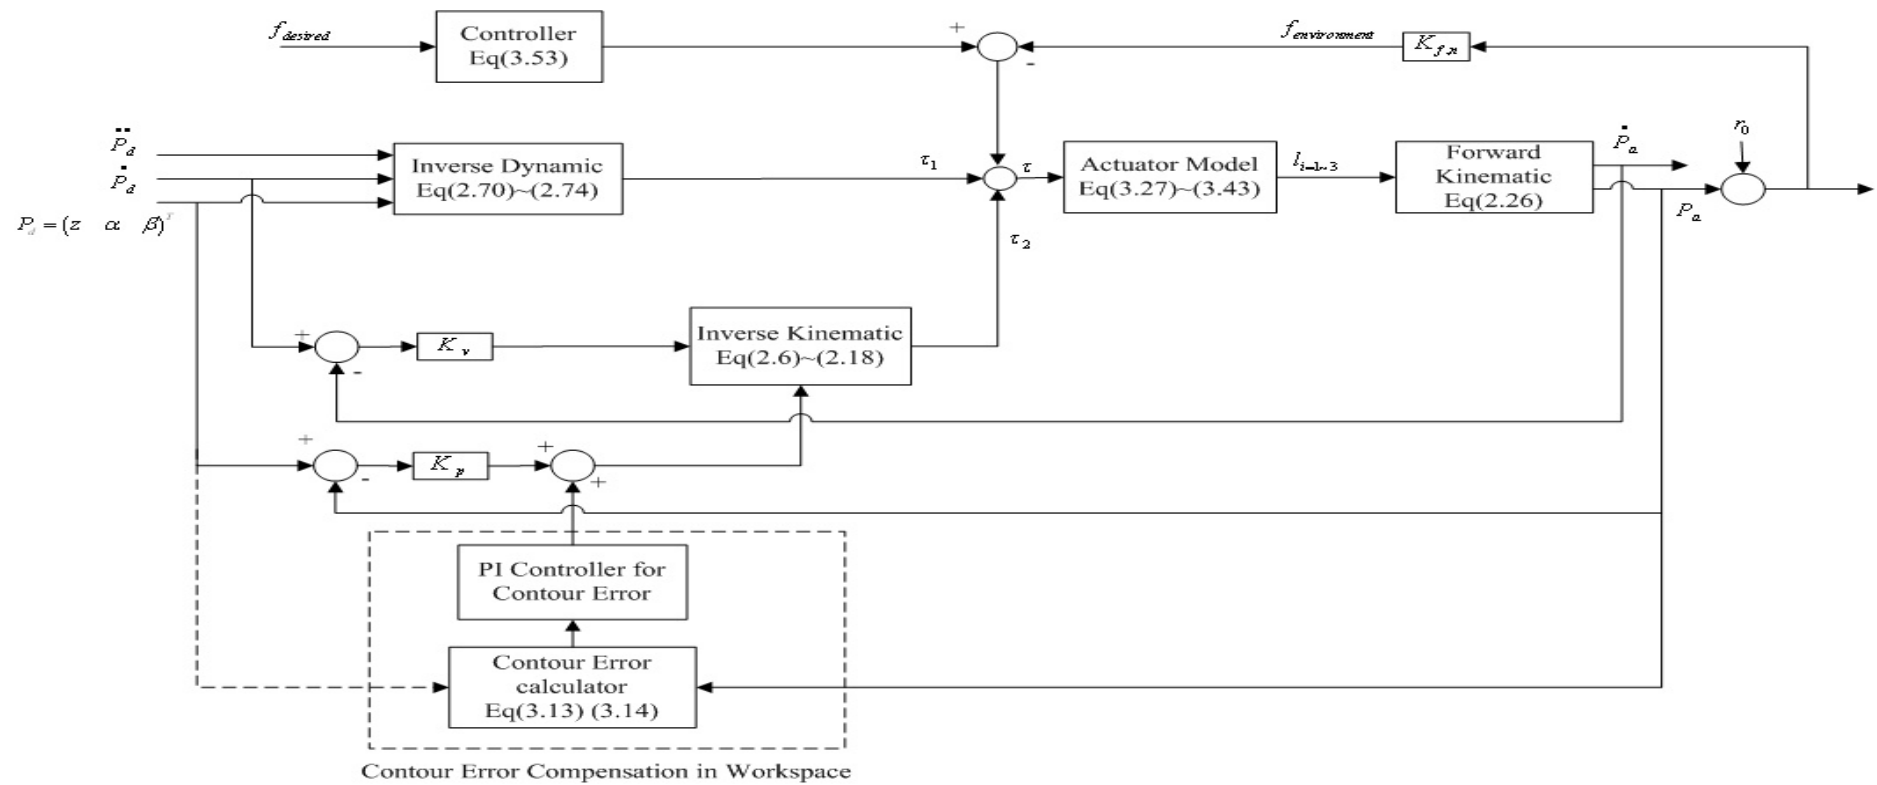 f_desired
Controller
Eq(3.53)
+
-
f_environment
K_f,n
P̈_d
Ṗ_d
P_d = (z α β)^T
Inverse Dynamic
Eq(2.70)~(2.74)
τ_1
τ
Actuator Model
Eq(3.27)~(3.43)
l_i=1~3
Forward
Kinematic
Eq(2.26)
Ṗ_a
P_a
r_0
τ_2
+
-
K_v
Inverse Kinematic
Eq(2.6)~(2.18)
+
-
K_p
+
+
PI Controller for
Contour Error
Contour Error
calculator
Eq(3.13) (3.14)
Contour Error Compensation in Workspace